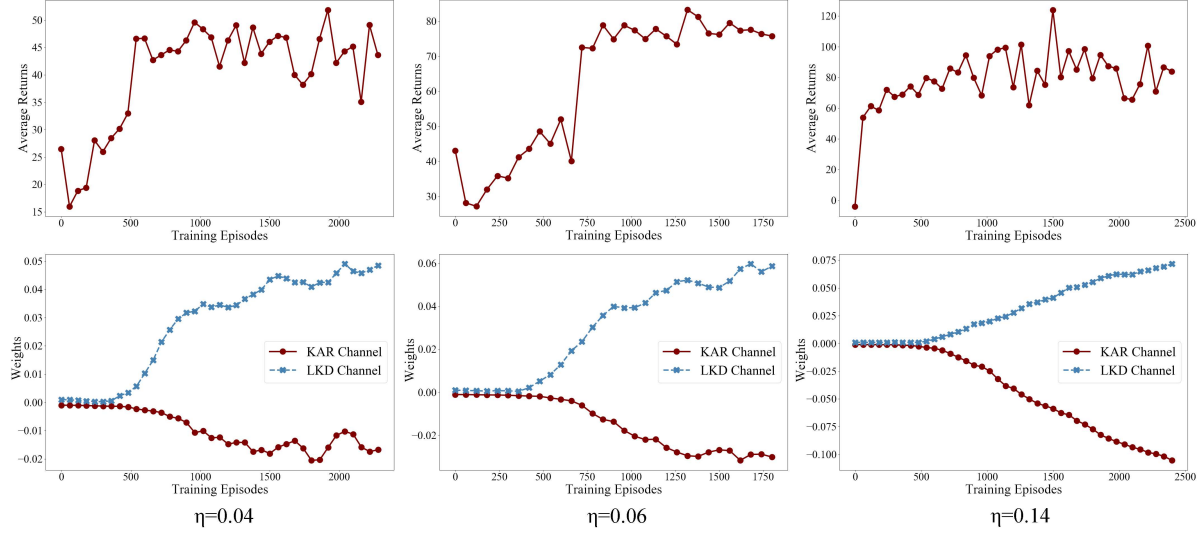 Average Returns
50
45
40
35
30
25
20
15
0 500 1000 1500 2000
Training Episodes
Average Returns
80
70
60
50
40
30
0 250 500 750 1000 1250 1500 1750
Training Episodes
Average Returns
120
100
80
60
40
20
0
0 500 1000 1500 2000 2500
Training Episodes
Weights
0.05
0.04
0.03
0.02
0.01
0.00
−0.01
−0.02
KAR Channel
LKD Channel
0 500 1000 1500 2000
Training Episodes
η=0.04
Weights
0.06
0.04
0.02
0.00
−0.02
KAR Channel
LKD Channel
0 250 500 750 1000 1250 1500 1750
Training Episodes
η=0.06
Weights
0.075
0.050
0.025
0.000
−0.025
−0.050
−0.075
−0.100
KAR Channel
LKD Channel
0 500 1000 1500 2000 2500
Training Episodes
η=0.14